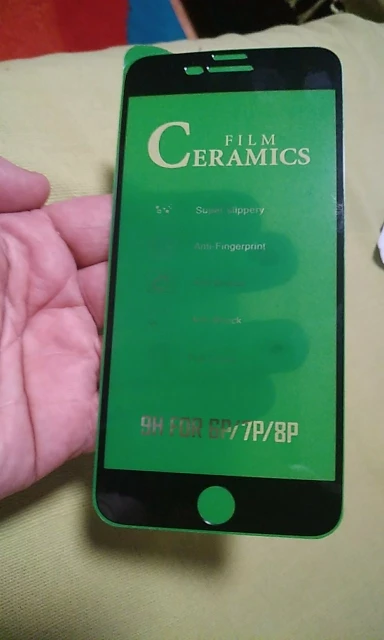 FILM
CERAMICS
Super slippery
Anti-Fingerprint
9H FOR 6P/7P/8P